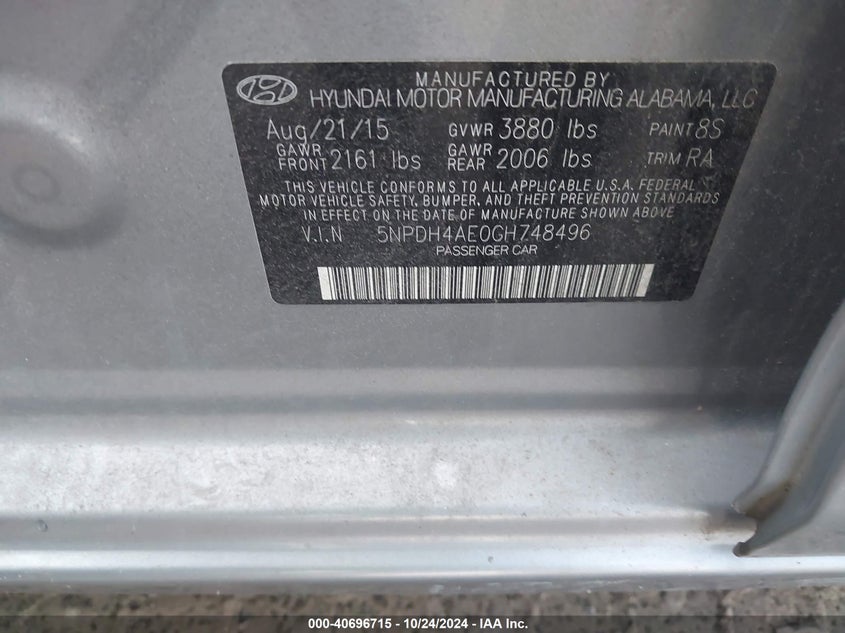 MANUFACTURED BY
HYUNDAI MOTOR MANUFACTURING ALABAMA, LLC
Aug/21/15 GVWR 3880 lbs PAINT 8S
GAWR FRONT 2161 lbs GAWR REAR 2006 lbs TRIM RA
THIS VEHICLE CONFORMS TO ALL APPLICABLE U.S.A. FEDERAL
MOTOR VEHICLE SAFETY, BUMPER, AND THEFT PREVENTION STANDARDS
IN EFFECT ON THE DATE OF MANUFACTURE SHOWN ABOVE
V.I.N 5NPDH4AE0GH748496
PASSENGER CAR
000-40696715 - 10/24/2024 - IAA Inc.